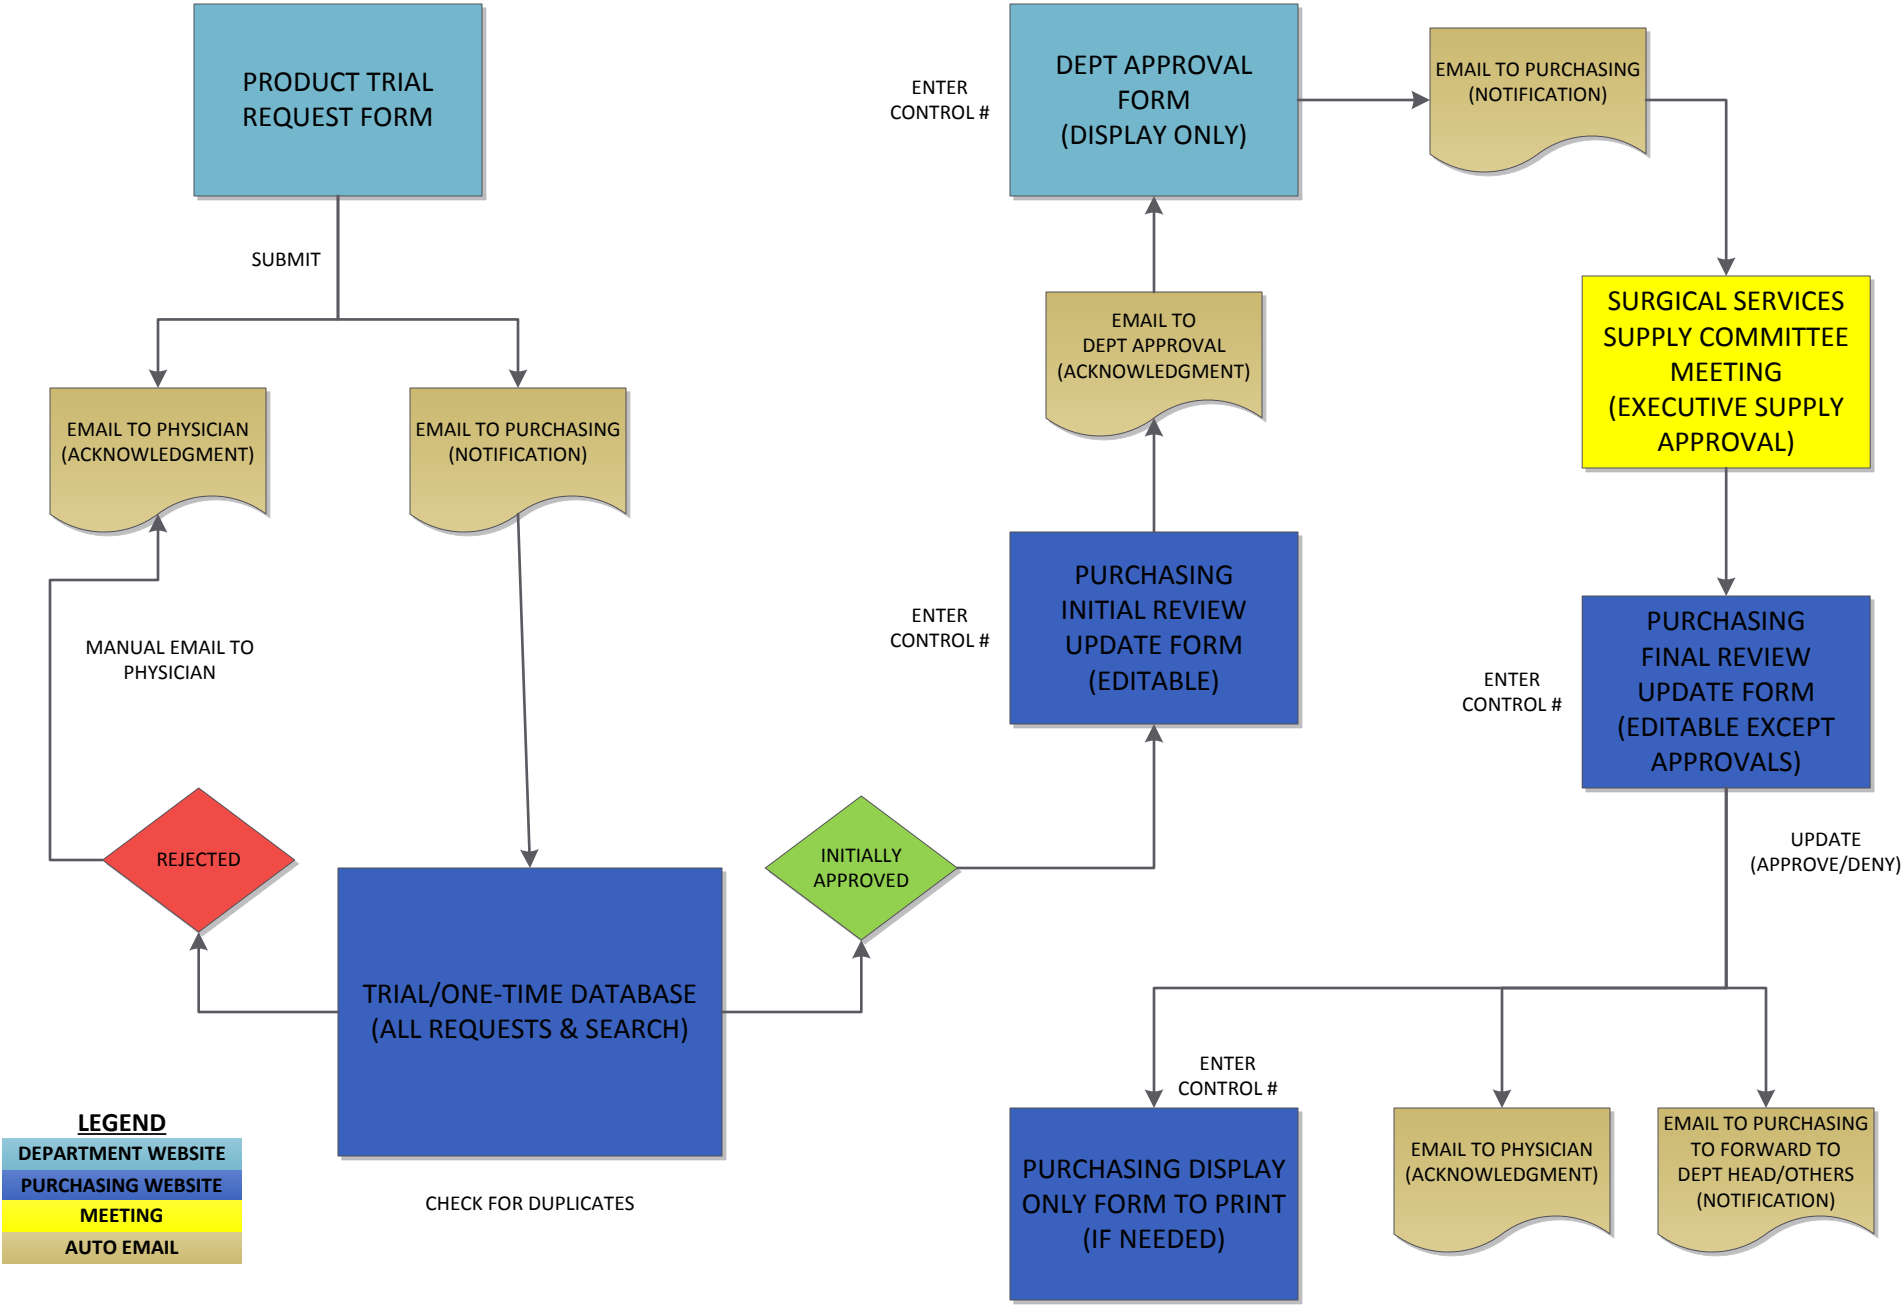 PRODUCT TRIAL
REQUEST FORM
SUBMIT
EMAIL TO PHYSICIAN
(ACKNOWLEDGMENT)
EMAIL TO PURCHASING
(NOTIFICATION)
MANUAL EMAIL TO
PHYSICIAN
REJECTED
TRIAL/ONE-TIME DATABASE
(ALL REQUESTS & SEARCH)
CHECK FOR DUPLICATES
INITIALLY
APPROVED
ENTER
CONTROL #
PURCHASING
INITIAL REVIEW
UPDATE FORM
(EDITABLE)
EMAIL TO
DEPT APPROVAL
(ACKNOWLEDGMENT)
ENTER
CONTROL #
DEPT APPROVAL
FORM
(DISPLAY ONLY)
EMAIL TO PURCHASING
(NOTIFICATION)
SURGICAL SERVICES
SUPPLY COMMITTEE
MEETING
(EXECUTIVE SUPPLY
APPROVAL)
ENTER
CONTROL #
PURCHASING
FINAL REVIEW
UPDATE FORM
(EDITABLE EXCEPT
APPROVALS)
UPDATE
(APPROVE/DENY)
ENTER
CONTROL #
PURCHASING DISPLAY
ONLY FORM TO PRINT
(IF NEEDED)
EMAIL TO PHYSICIAN
(ACKNOWLEDGMENT)
EMAIL TO PURCHASING
TO FORWARD TO
DEPT HEAD/OTHERS
(NOTIFICATION)
LEGEND
DEPARTMENT WEBSITE
PURCHASING WEBSITE
MEETING
AUTO EMAIL